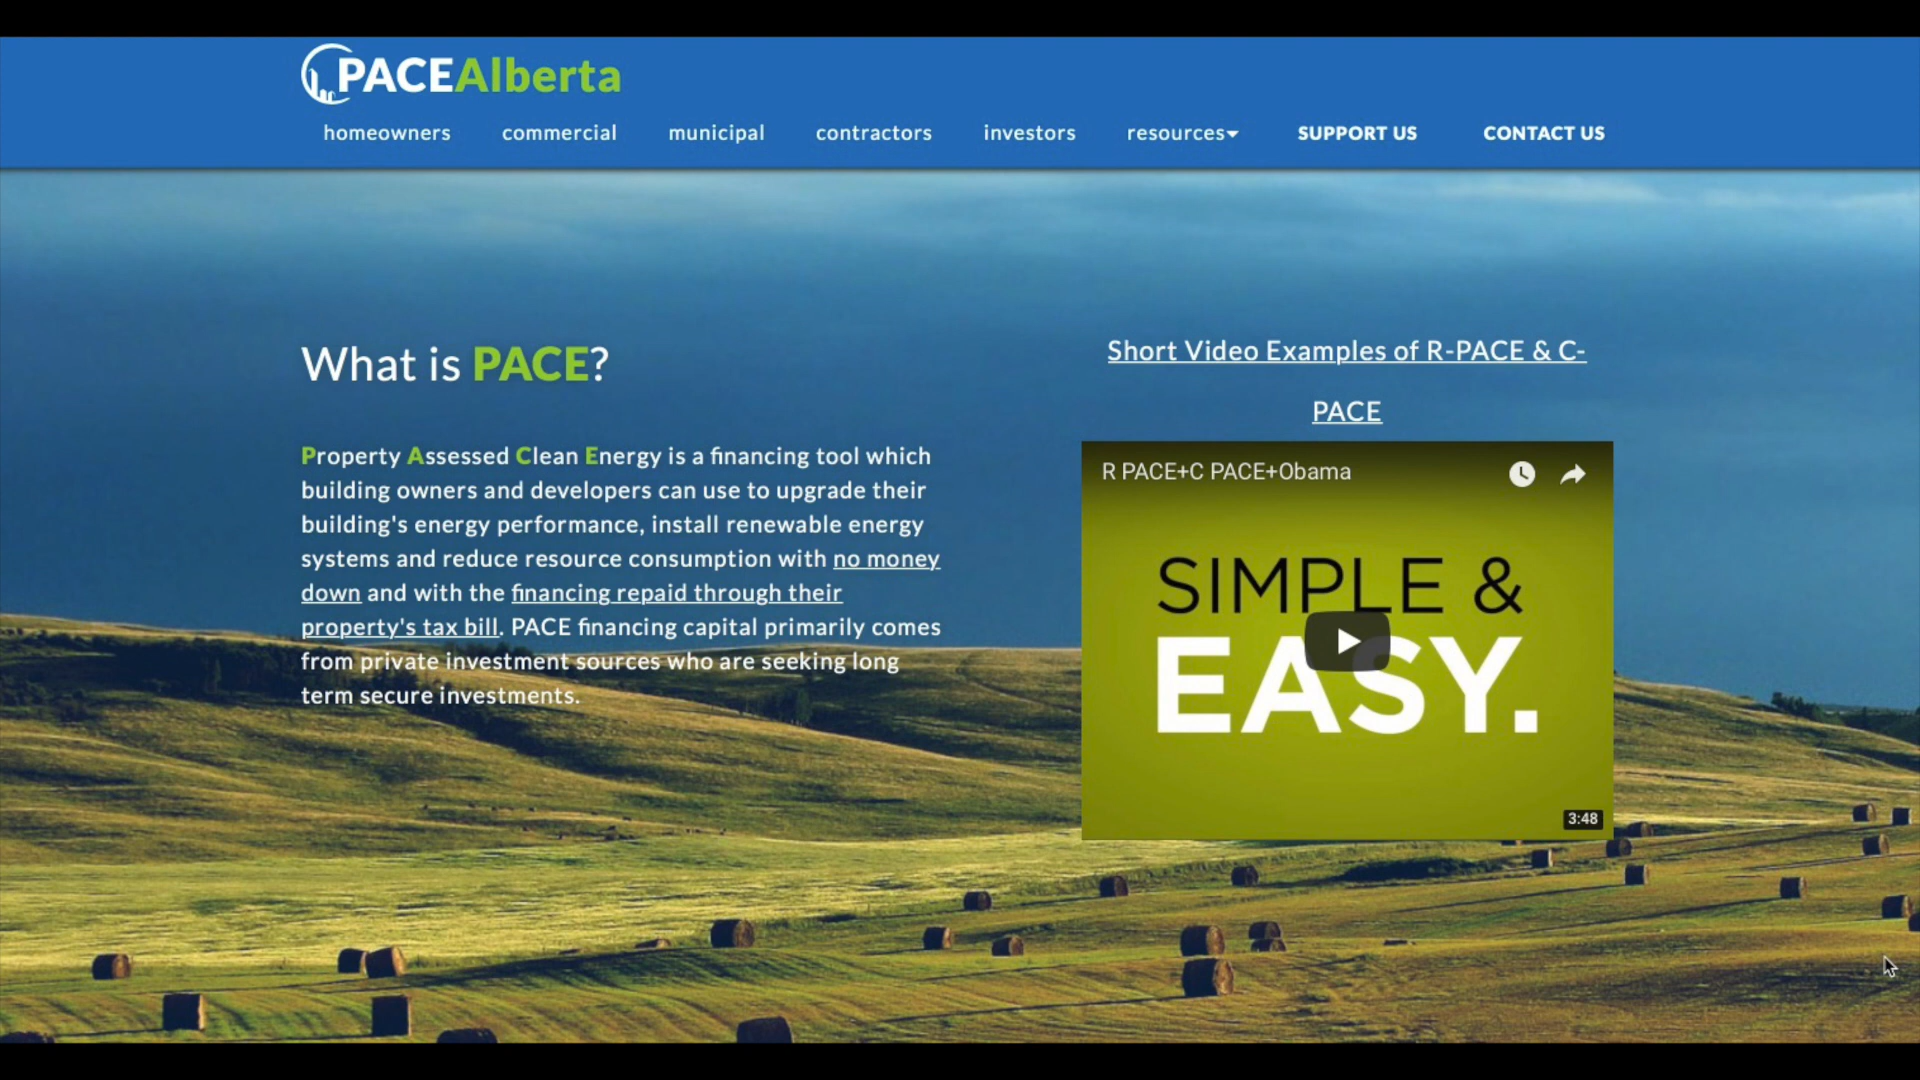 PACEAlberta
homeowners commercial municipal contractors investors resources SUPPORT US CONTACT US
What is PACE?
Property Assessed Clean Energy is a financing tool which
building owners and developers can use to upgrade their
building's energy performance, install renewable energy
systems and reduce resource consumption with no money
down and with the financing repaid through their
property's tax bill. PACE financing capital primarily comes
from private investment sources who are seeking long
term secure investments.
Short Video Examples of R-PACE & C-
PACE
R PACE+C PACE+Obama
SIMPLE &
EASY.
3:48